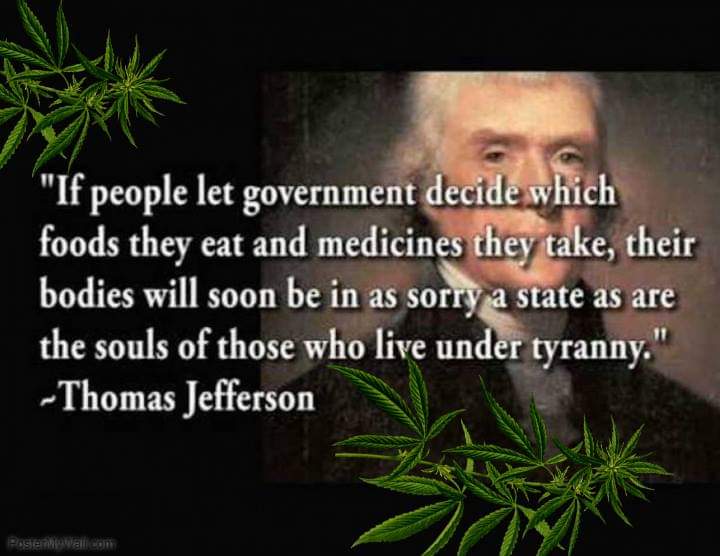 "If people let government decide which
foods they eat and medicines they take, their
bodies will soon be in as sorry a state as are
the souls of those who live under tyranny."
~Thomas Jefferson
PosterMyWall.com